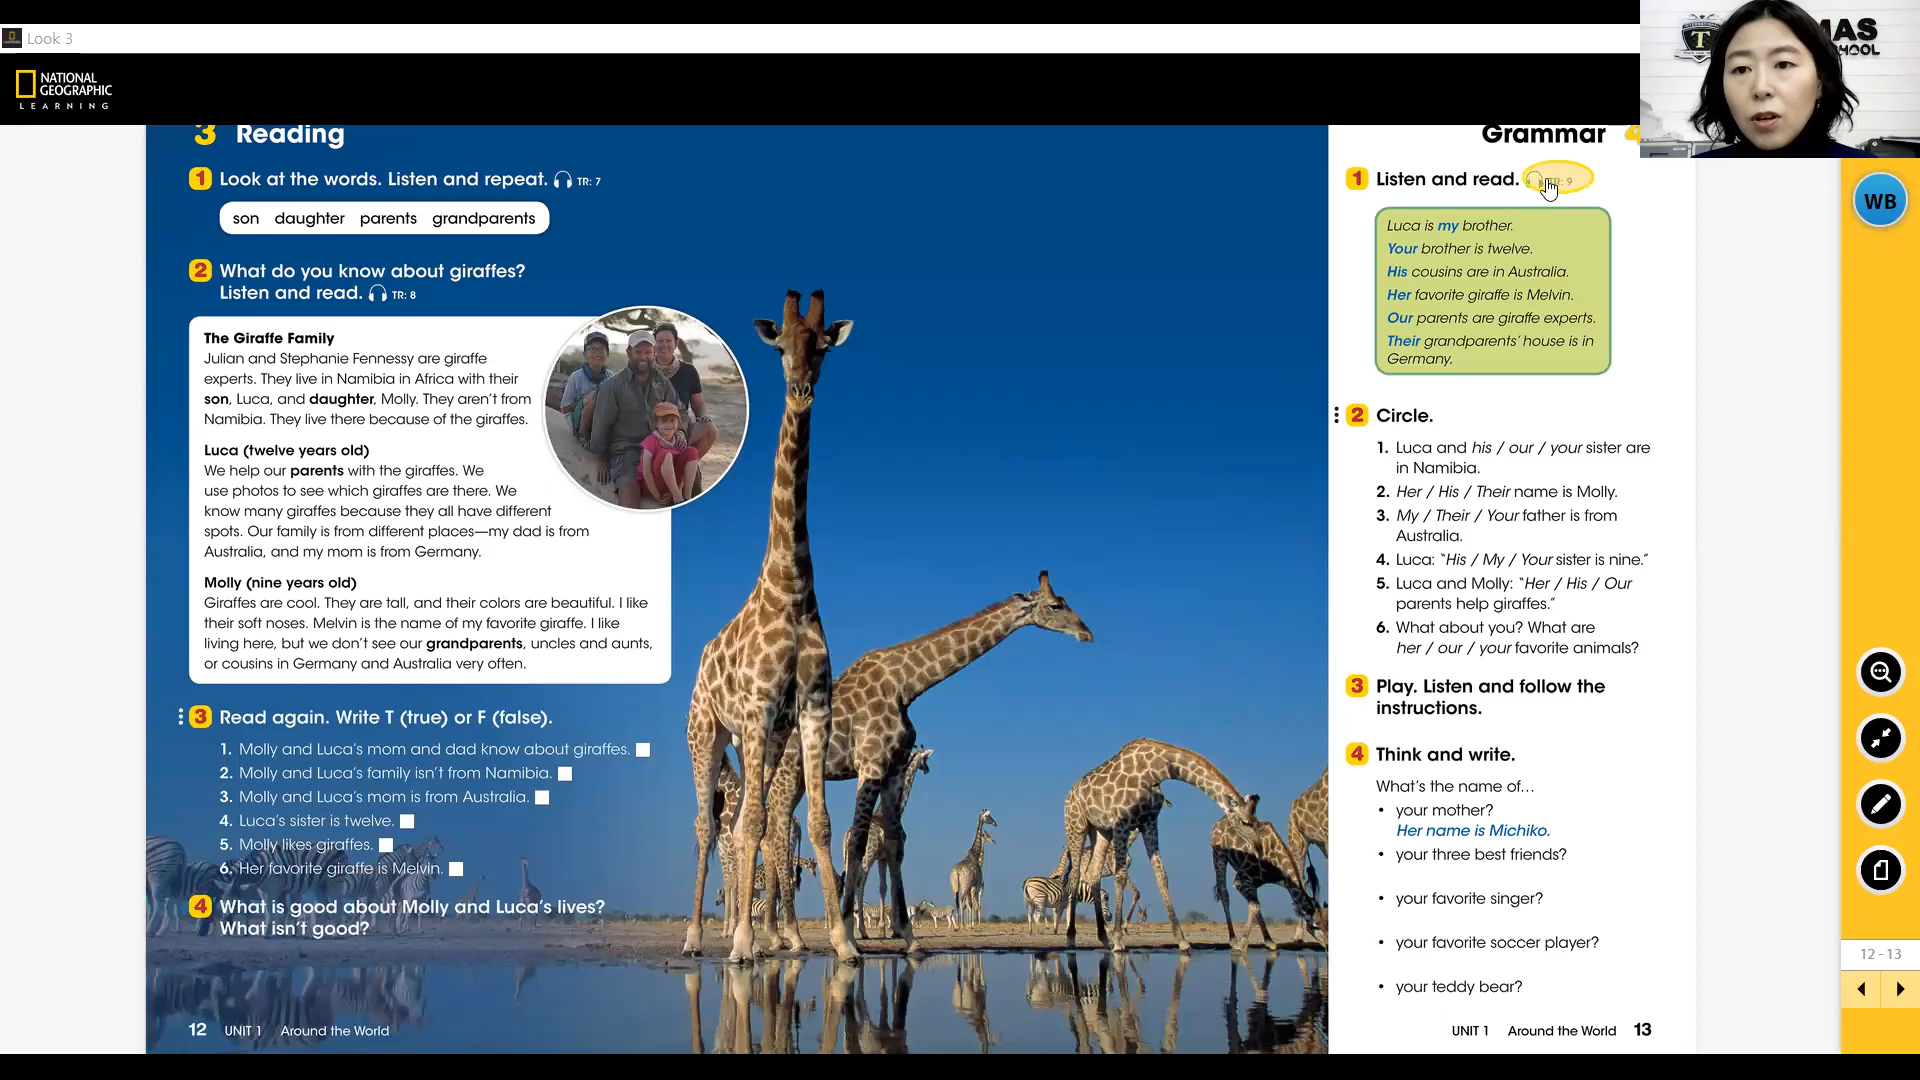 Look 3
NATIONAL
GEOGRAPHIC
LEARNING
MAS
SCHOOL
3 Reading
1 Look at the words. Listen and repeat. TR: 7
son daughter parents grandparents
2 What do you know about giraffes?
Listen and read. TR: 8
The Giraffe Family
Julian and Stephanie Fennessy are giraffe
experts. They live in Namibia in Africa with their
son, Luca, and daughter, Molly. They aren't from
Namibia. They live there because of the giraffes.
Luca (twelve years old)
We help our parents with the giraffes. We
use photos to see which giraffes are there. We
know many giraffes because they all have different
spots. Our family is from different places—my dad is from
Australia, and my mom is from Germany.
Molly (nine years old)
Giraffes are cool. They are tall, and their colors are beautiful. I like
their soft noses. Melvin is the name of my favorite giraffe. I like
living here, but we don't see our grandparents, uncles and aunts,
or cousins in Germany and Australia very often.
3 Read again. Write T (true) or F (false).
1. Molly and Luca's mom and dad know about giraffes.
2. Molly and Luca's family isn't from Namibia.
3. Molly and Luca's mom is from Australia.
4. Luca's sister is twelve.
5. Molly likes giraffes.
6. Her favorite giraffe is Melvin.
4 What is good about Molly and Luca's lives?
What isn't good?
12 UNIT 1 Around the World
Grammar 4
1 Listen and read. TR: 9
Luca is my brother.
Your brother is twelve.
His cousins are in Australia.
Her favorite giraffe is Melvin.
Our parents are giraffe experts.
Their grandparents' house is in
Germany.
2 Circle.
1. Luca and his / our / your sister are
in Namibia.
2. Her / His / Their name is Molly.
3. My / Their / Your father is from
Australia.
4. Luca: "His / My / Your sister is nine."
5. Luca and Molly: "Her / His / Our
parents help giraffes."
6. What about you? What are
her / our / your favorite animals?
3 Play. Listen and follow the
instructions.
4 Think and write.
What's the name of…
• your mother?
Her name is Michiko.
• your three best friends?
• your favorite singer?
• your favorite soccer player?
• your teddy bear?
UNIT 1 Around the World 13
WB
12-13